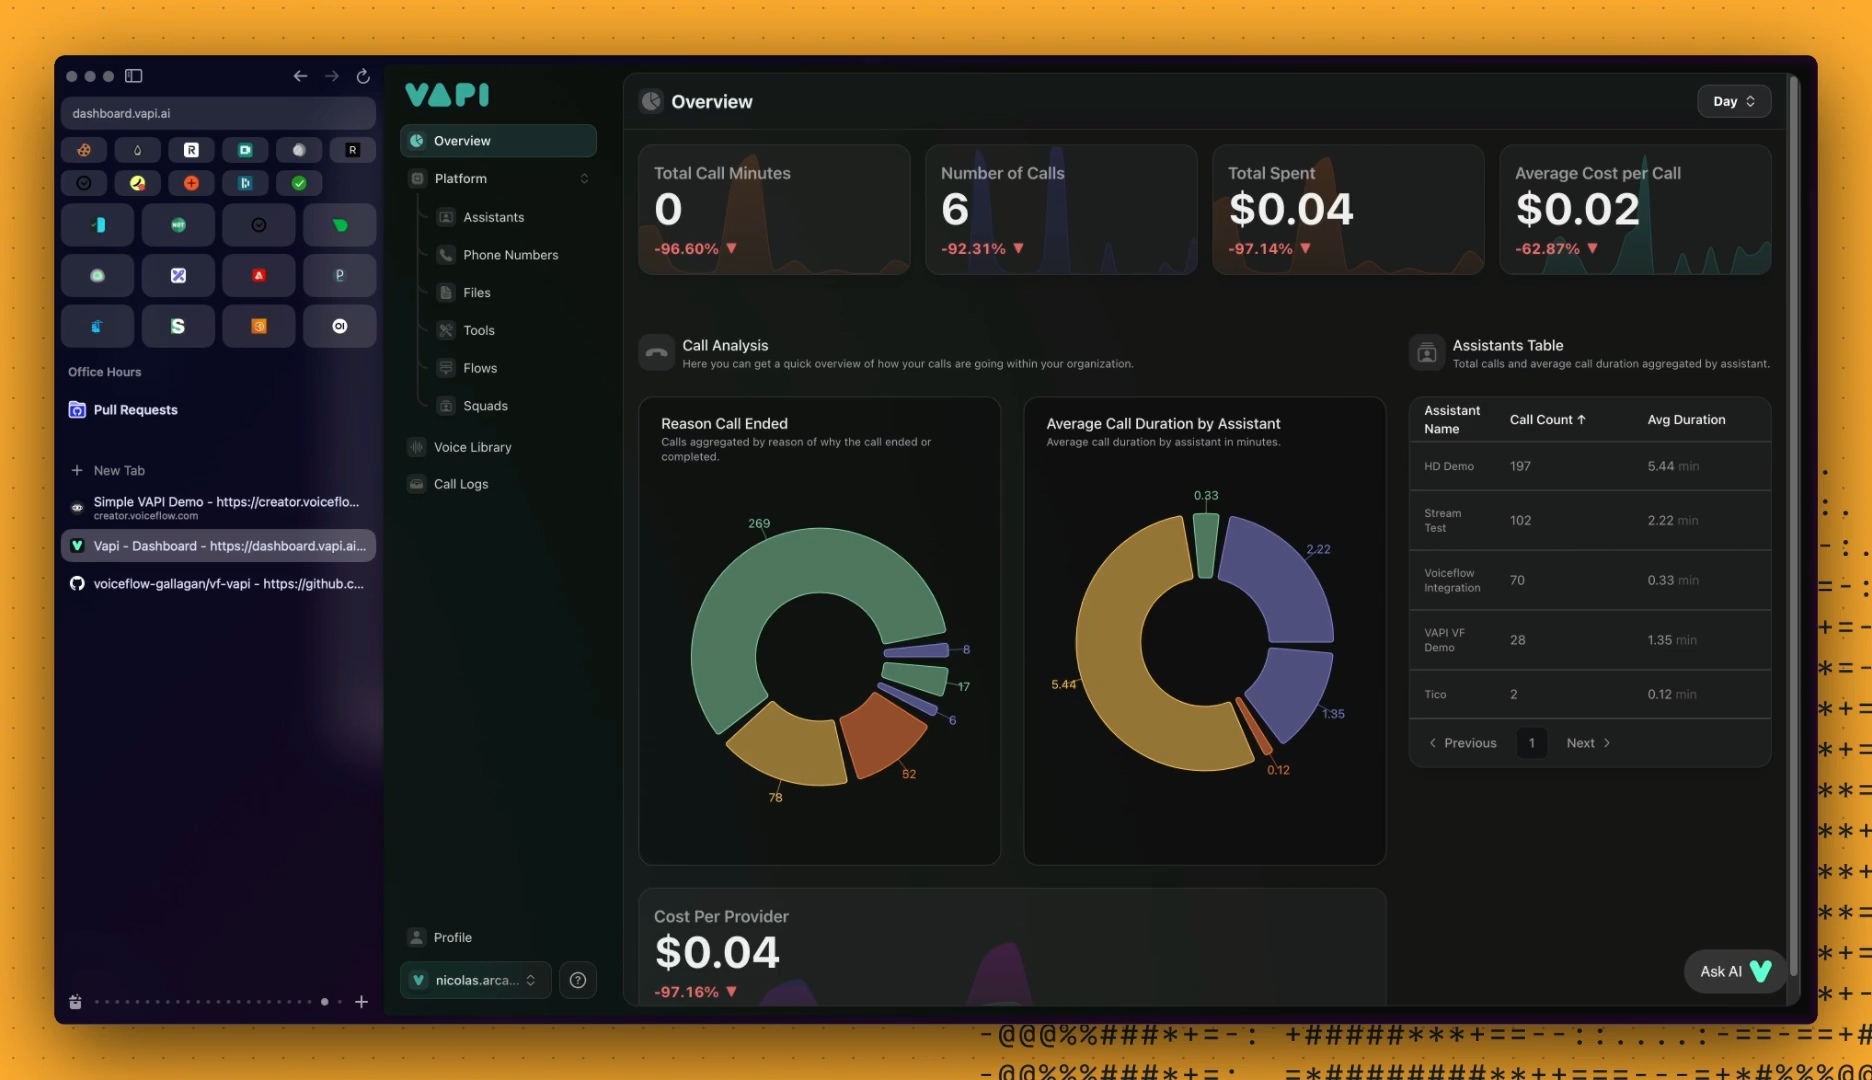 dashboard.vapi.ai
Office Hours
Pull Requests
New Tab
Simple VAPI Demo - https://creator.voiceflo...
creator.voiceflow.com
Vapi - Dashboard - https://dashboard.vapi.ai...
voiceflow-gallagan/vf-vapi - https://github.c...
VAPI
Overview
Platform
Assistants
Phone Numbers
Files
Tools
Flows
Squads
Voice Library
Call Logs
Profile
nicolas.arca...
Overview
Day
Total Call Minutes
0
-96.60% ▼
Number of Calls
6
-92.31% ▼
Total Spent
$0.04
-97.14% ▼
Average Cost per Call
$0.02
-62.87% ▼
Call Analysis
Here you can get a quick overview of how your calls are going within your organization.
Assistants Table
Total calls and average call duration aggregated by assistant.
Reason Call Ended
Calls aggregated by reason of why the call ended or
completed.
269
8
17
6
78
Average Call Duration by Assistant
Average call duration by assistant in minutes.
0.33
2.22
5.44
1.35
0.12
Assistant
Name
Call Count ↑
Avg Duration
HD Demo
197
5.44 min
Stream
Test
102
2.22 min
Voiceflow
Integration
70
0.33 min
VAPI VF
Demo
28
1.35 min
Tico
2
0.12 min
Previous
1
Next
Cost Per Provider
$0.04
-97.16% ▼
Ask AI